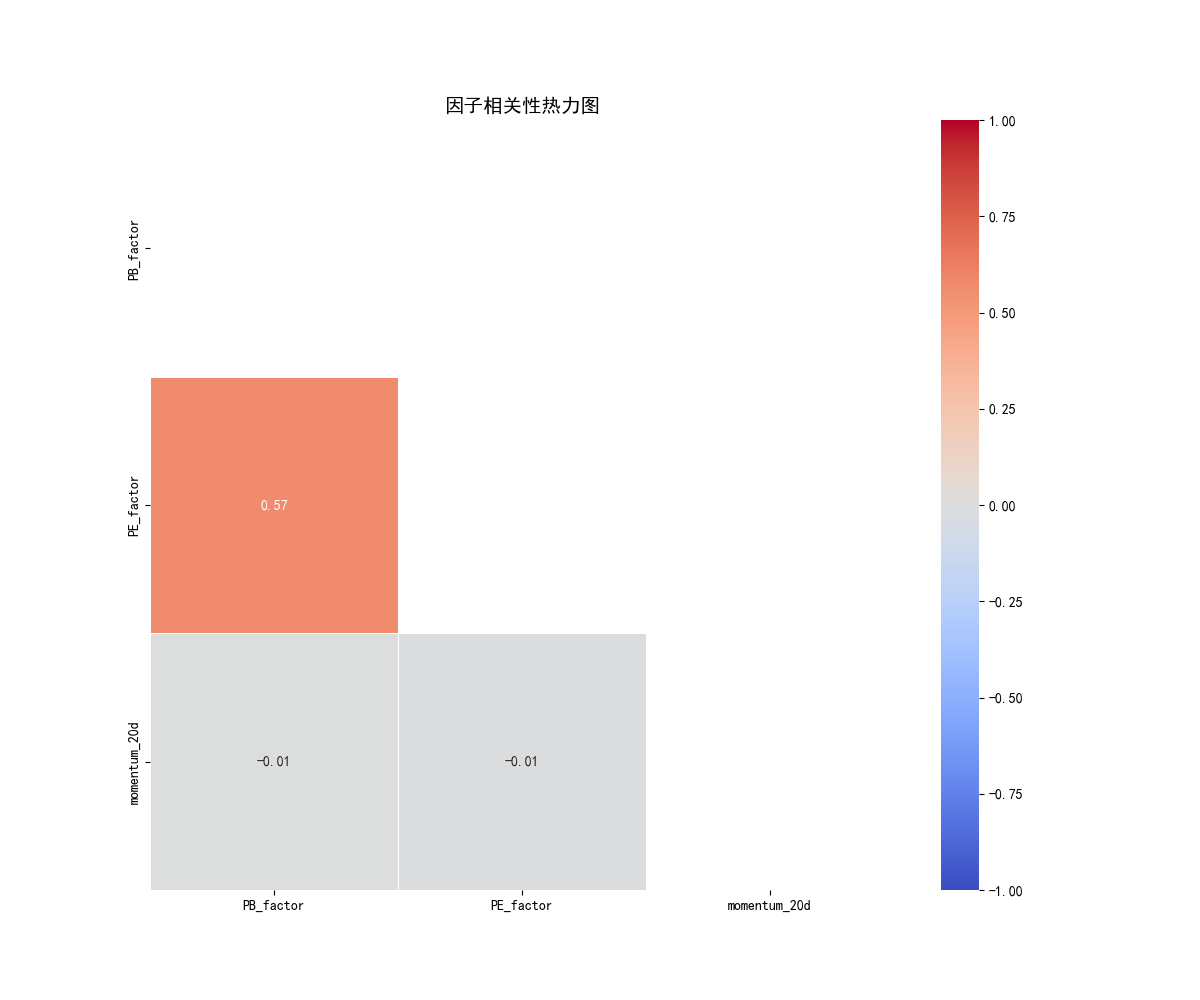 因子相关性热力图
PB_factor
PE_factor
momentum_20d
0.57
-0.01
-0.01
PB_factor
PE_factor
momentum_20d
1.00
0.75
0.50
0.25
0.00
-0.25
-0.50
-0.75
-1.00